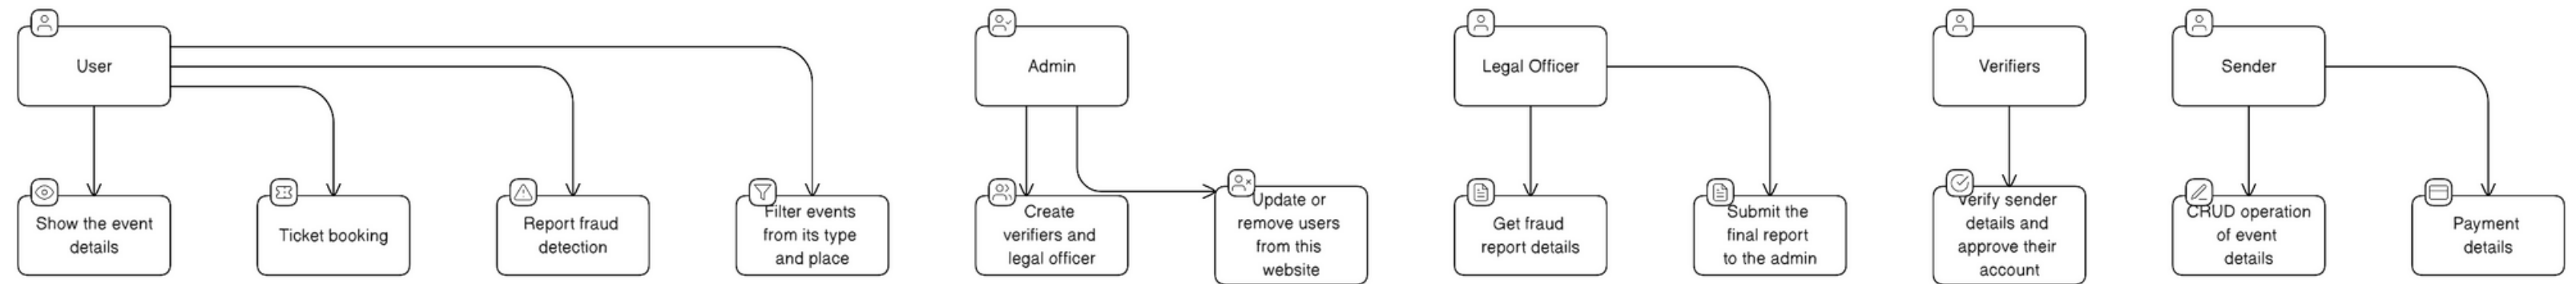 User
Admin
Legal Officer
Verifiers
Sender
Show the event
details
Ticket booking
Report fraud
detection
Filter events
from its type
and place
Create
verifiers and
legal officer
Update or
remove users
from this
website
Get fraud
report details
Submit the
final report
to the admin
Verify sender
details and
approve their
account
CRUD operation
of event
details
Payment
details